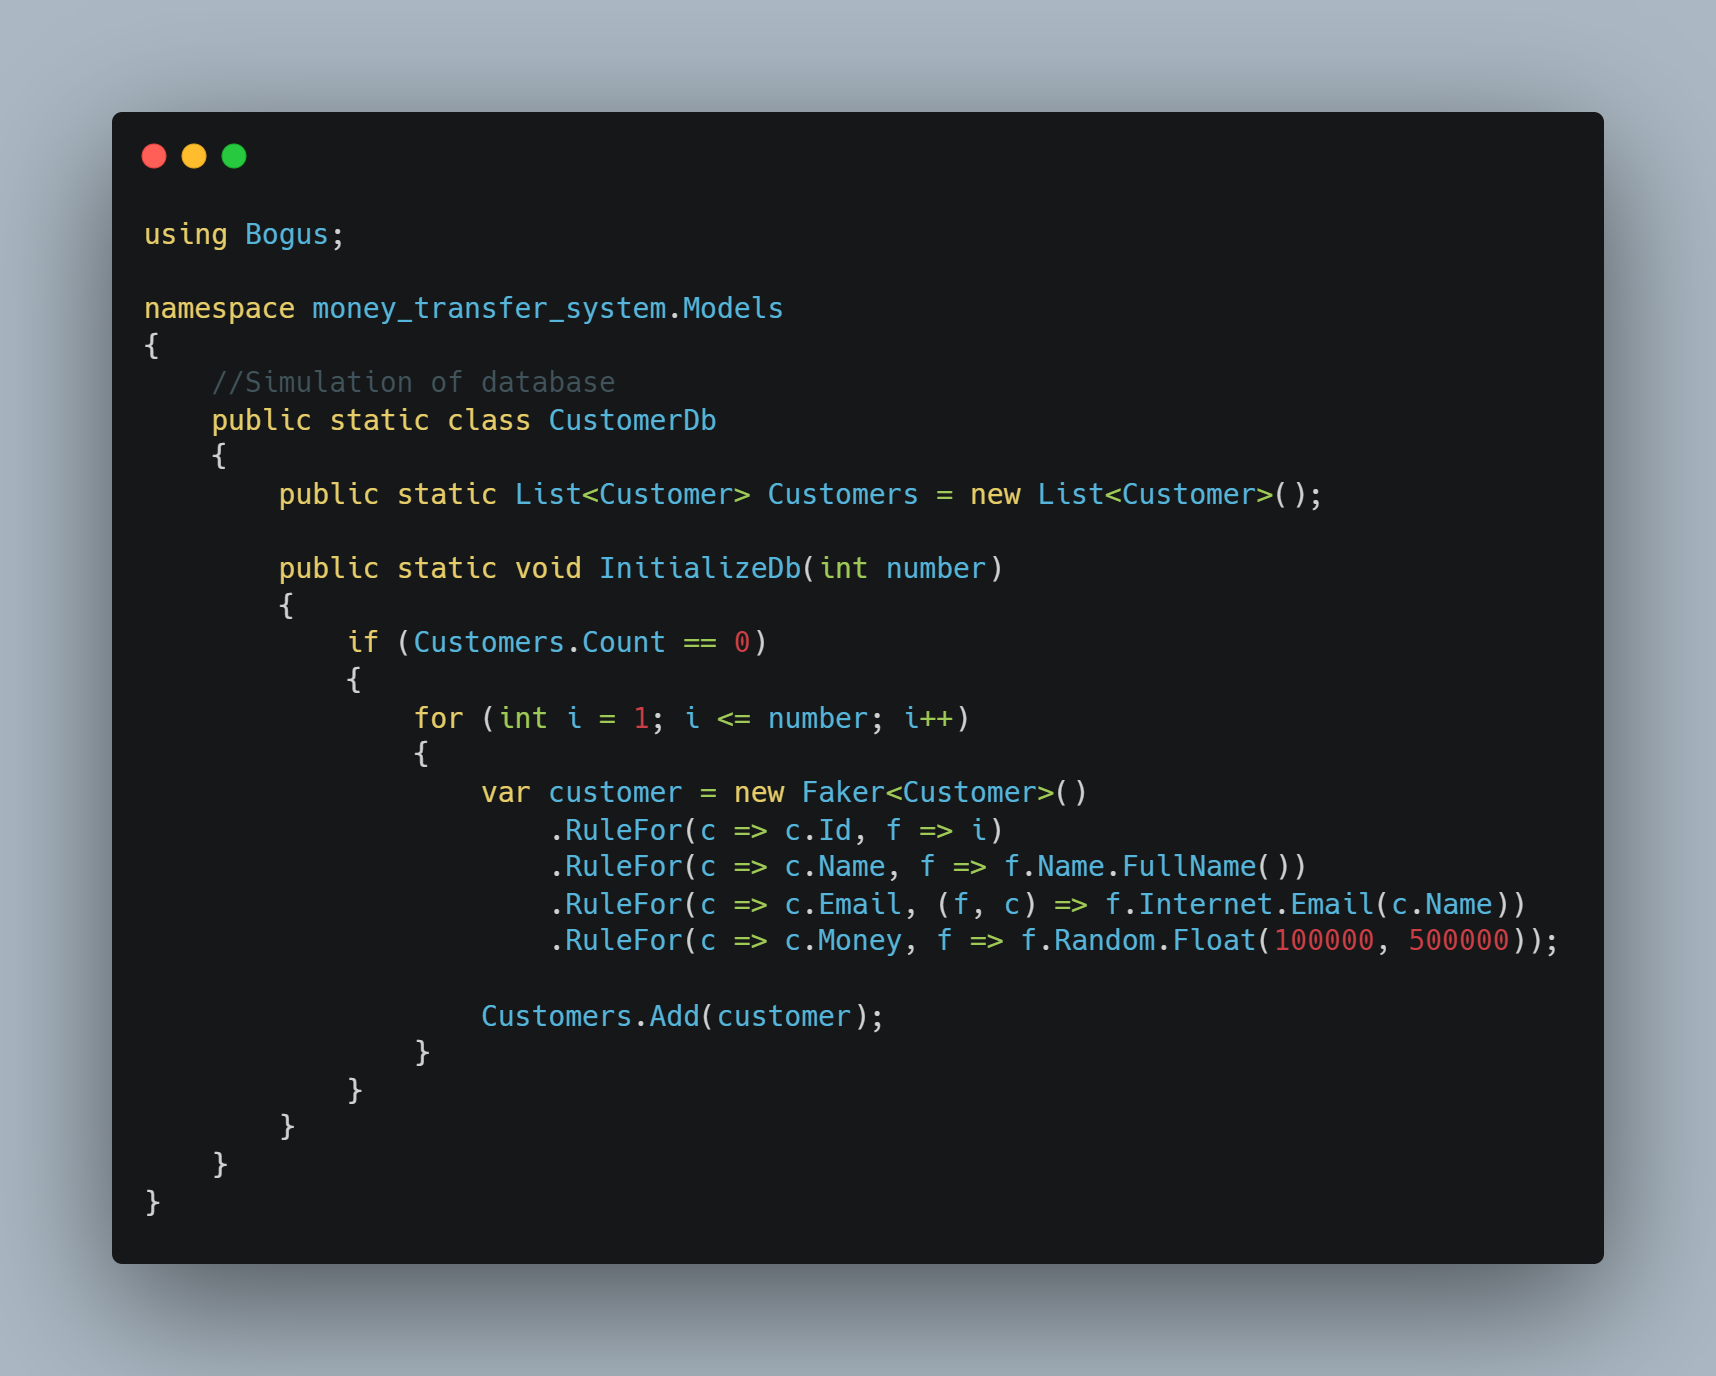 using Bogus;

namespace money_transfer_system.Models
{
    //Simulation of database
    public static class CustomerDb
    {
        public static List<Customer> Customers = new List<Customer>();

        public static void InitializeDb(int number)
        {
            if (Customers.Count == 0)
            {
                for (int i = 1; i <= number; i++)
                {
                    var customer = new Faker<Customer>()
                        .RuleFor(c => c.Id, f => i)
                        .RuleFor(c => c.Name, f => f.Name.FullName())
                        .RuleFor(c => c.Email, (f, c) => f.Internet.Email(c.Name))
                        .RuleFor(c => c.Money, f => f.Random.Float(100000, 500000));

                    Customers.Add(customer);
                }
            }
        }
    }
}